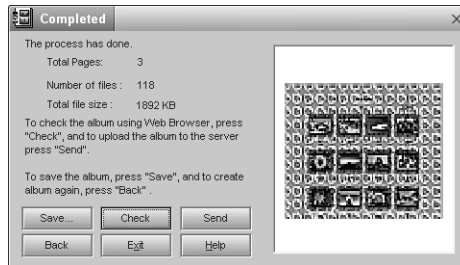 Completed
The process has done.
Total Pages: 3
Number of files : 118
Total file size : 1892 KB
To check the album using Web Browser, press
"Check", and to upload the album to the server
press "Send".
To save the album, press "Save", and to create
album again, press "Back" .
Save... Check Send
Back Exit Help